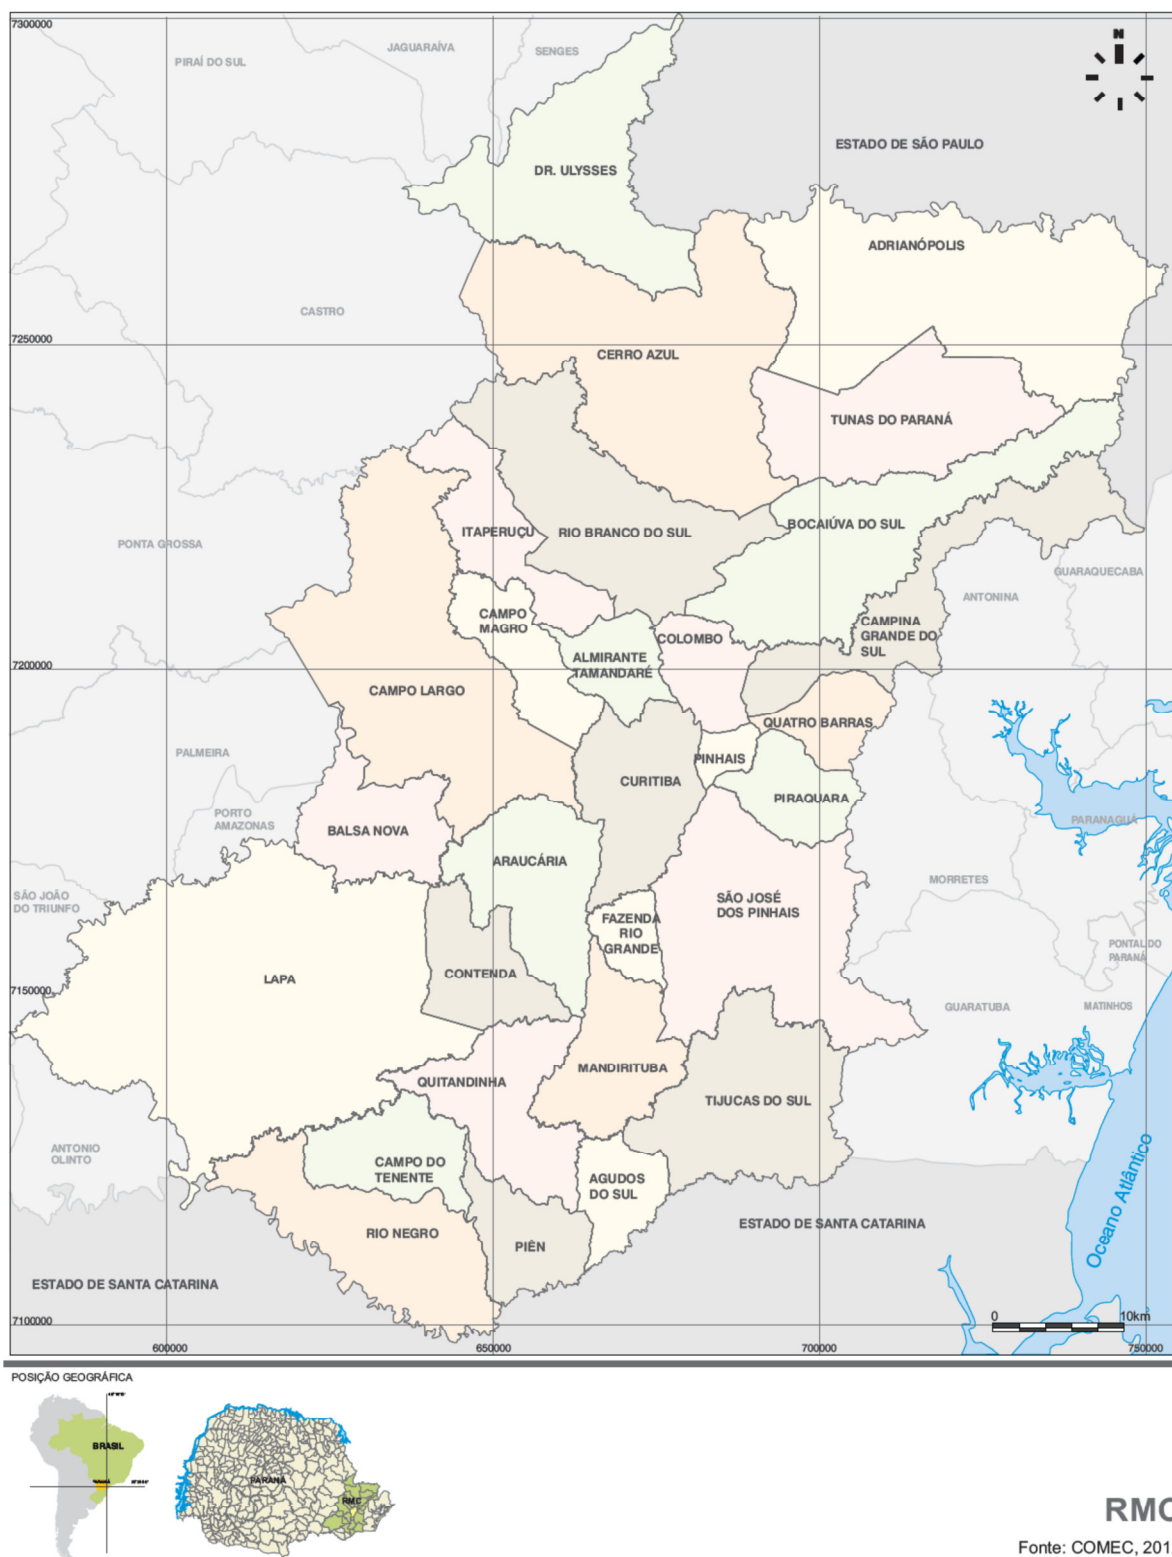 7300000
JAGUARAÍVA
SENGES
PIRAÍ DO SUL
N
ESTADO DE SÃO PAULO
DR. ULYSSES
ADRIANÓPOLIS
CASTRO
7250000
CERRO AZUL
TUNAS DO PARANÁ
ITAPERUÇU
RIO BRANCO DO SUL
BOCAIÚVA DO SUL
PONTA GROSSA
GUARAQUECABA
ANTONINA
CAMPO
MAGRO
CAMPINA
GRANDE DO
SUL
COLOMBO
ALMIRANTE
TAMANDARÉ
7200000
CAMPO LARGO
QUATRO BARRAS
PALMEIRA
PINHAIS
CURITIBA
PIRAQUARA
PORTO
AMAZONAS
PARANAGUÁ
BALSA NOVA
ARAUCÁRIA
MORRETES
SÃO JOÃO
DO TRIUNFO
SÃO JOSÉ
DOS PINHAIS
FAZENDA
RIO
GRANDE
PONTAL DO
PARANÁ
LAPA
CONTENDA
7150000
GUARATUBA
MATINHOS
MANDIRITUBA
QUITANDINHA
TIJUCAS DO SUL
ANTONIO
OLINTO
CAMPO DO
TENENTE
AGUDOS
DO SUL
Oceano Atlântico
ESTADO DE SANTA CATARINA
RIO NEGRO
PIÊN
ESTADO DE SANTA CATARINA
0 10km
7100000
600000 650000 700000 750000
POSIÇÃO GEOGRÁFICA
BRASIL
PARANÁ
RMC
RMC
Fonte: COMEC, 201